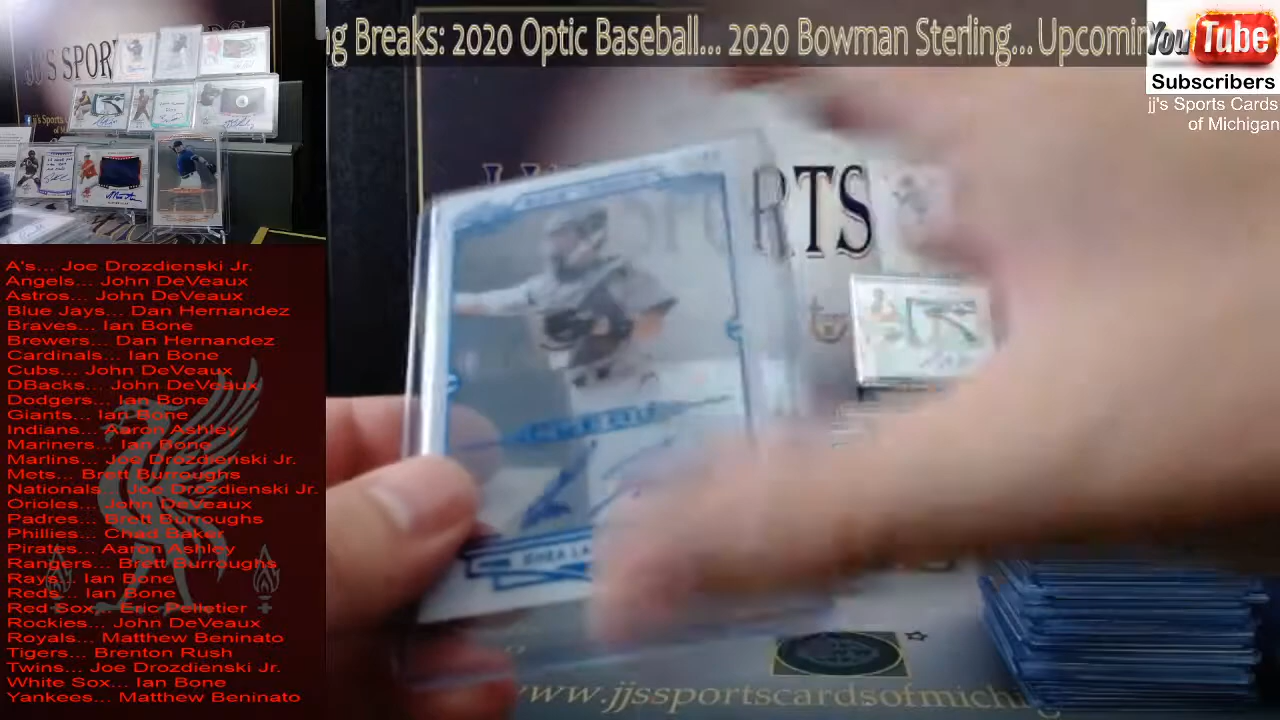 ng Breaks: 2020 Optic Baseball... 2020 Bowman Sterling... Upcomin
You Tube
Subscribers
jj's Sports Cards
of Michigan
JJ'S SPOR
RTS
A's... Joe Drozdienski Jr.
Angels... John DeVeaux
Astros... John DeVeaux
Blue Jays... Dan Hernandez
Braves... Ian Bone
Brewers... Dan Hernandez
Cardinals... Ian Bone
Cubs... John DeVeaux
DBacks... John DeVeaux
Dodgers... Ian Bone
Giants... Ian Bone
Indians... Aaron Ashley
Mariners... Ian Bone
Marlins... Joe Drozdienski Jr.
Mets... Brett Burroughs
Nationals... Joe Drozdienski Jr.
Orioles... John DeVeaux
Padres... Brett Burroughs
Phillies... Chad Baker
Pirates... Aaron Ashley
Rangers... Brett Burroughs
Rays... Ian Bone
Reds... Ian Bone
Red Sox... Eric Pelletier
Rockies... John DeVeaux
Royals... Matthew Beninato
Tigers... Brenton Rush
Twins... Joe Drozdienski Jr.
White Sox... Ian Bone
Yankees... Matthew Beninato
SHEA LA
www.jjssportscardsofmichig